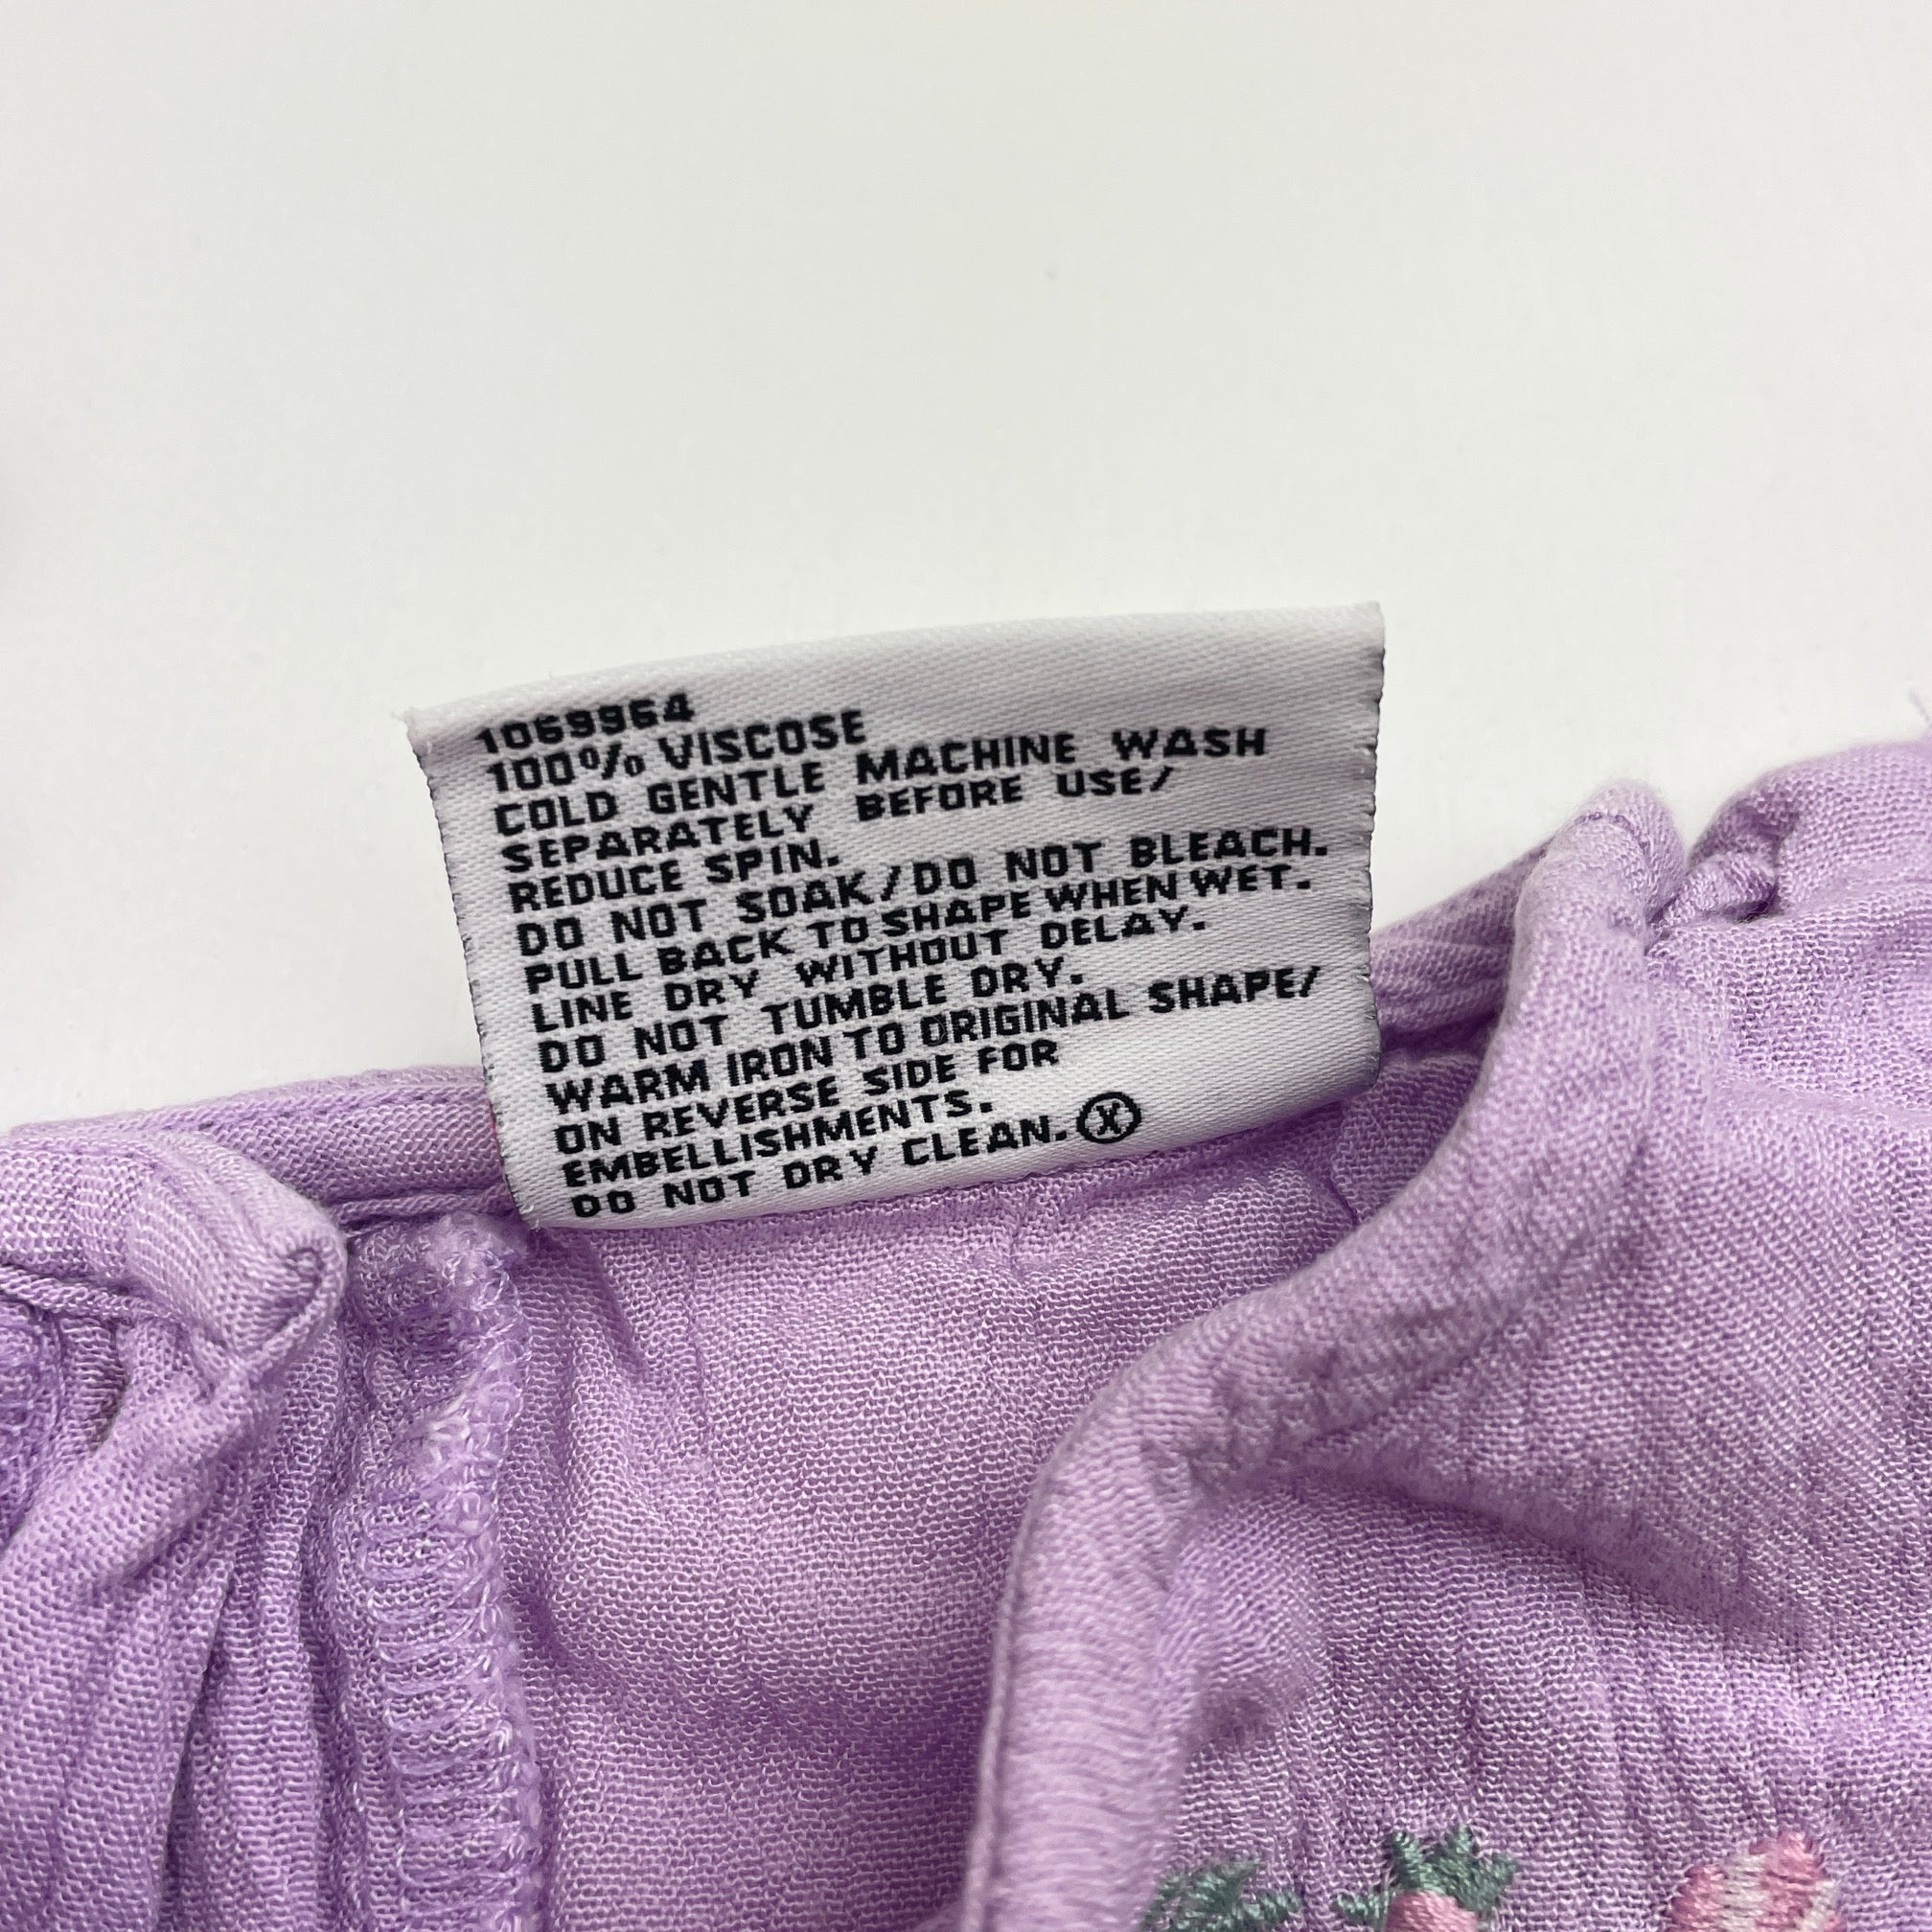 1069964
100% VISCOSE
COLD GENTLE MACHINE WASH
SEPARATELY BEFORE USE/
REDUCE SPIN.
DO NOT SOAK/DO NOT BLEACH.
PULL BACK TO SHAPE WHEN WET.
LINE DRY WITHOUT DELAY.
DO NOT TUMBLE DRY.
WARM IRON TO ORIGINAL SHAPE/
ON REVERSE SIDE FOR
EMBELLISHMENTS.
DO NOT DRY CLEAN. Ⓧ